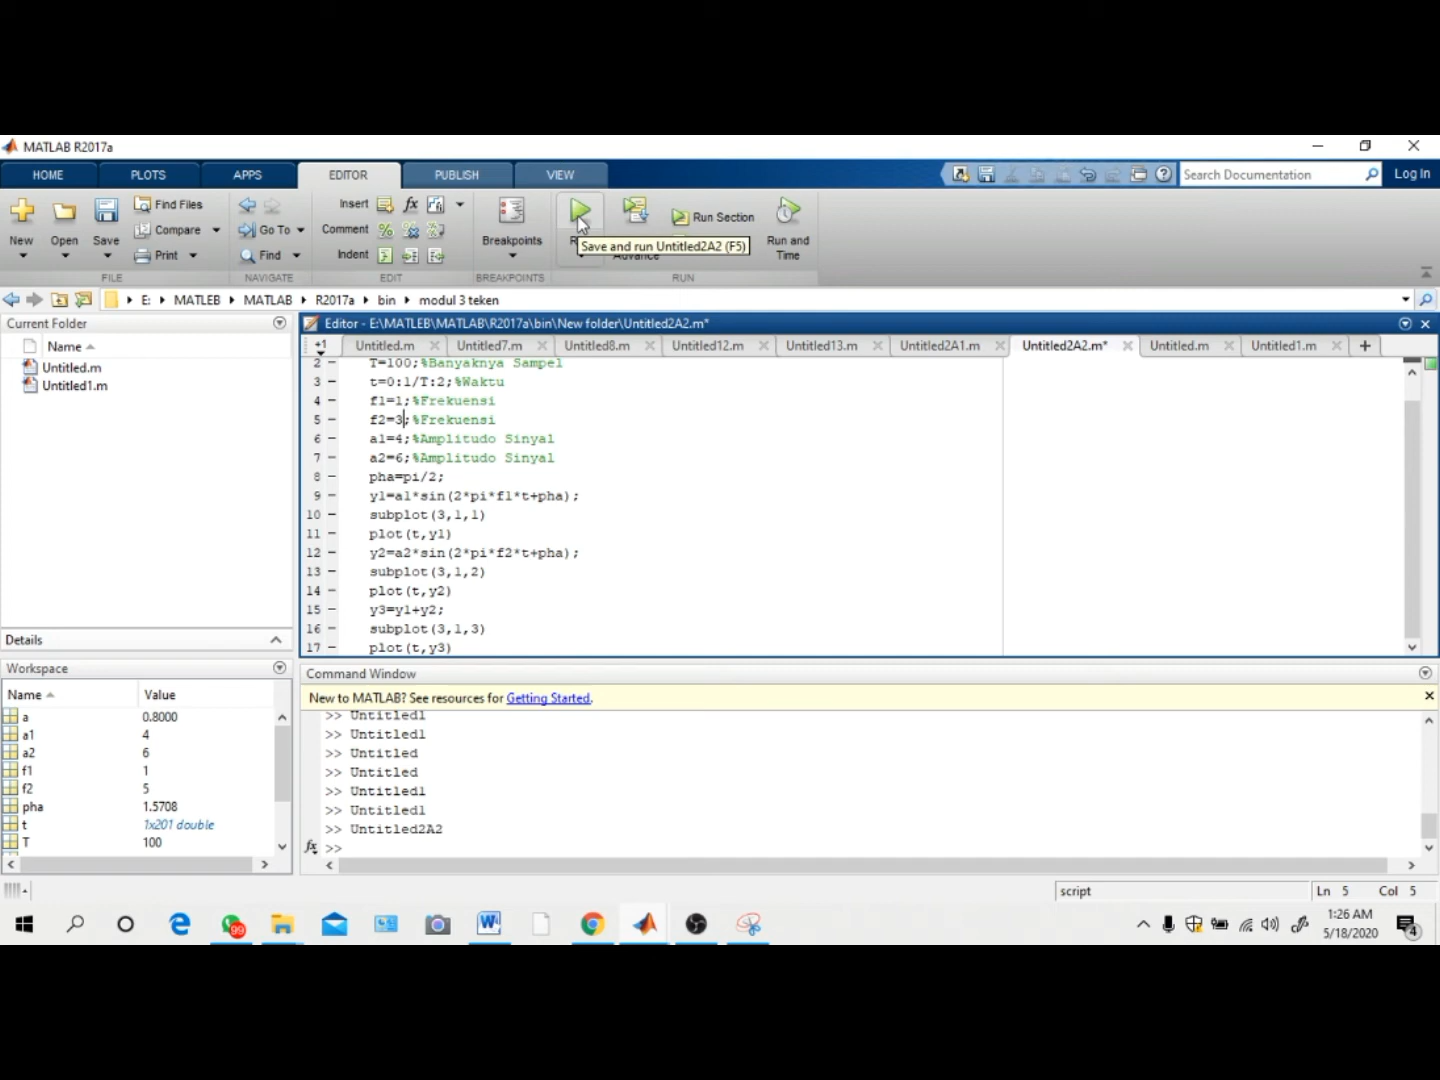 MATLAB R2017a
HOME PLOTS APPS EDITOR PUBLISH VIEW
Search Documentation
Log In
New Open Save
Find Files
Compare
Print
Go To
Find
Insert
fx
Comment
Indent
Breakpoints
Run Section
Run and Time
Save and run Untitled2A2 (F5)
Advance
FILE NAVIGATE EDIT BREAKPOINTS RUN
E: MATLEB MATLAB R2017a bin modul 3 teken
Current Folder
Name
Untitled.m
Untitled1.m
Details
Editor - E:\MATLEB\MATLAB\R2017a\bin\New folder\Untitled2A2.m*
+1 Untitled.m Untitled7.m Untitled8.m Untitled12.m Untitled13.m Untitled2A1.m Untitled2A2.m* Untitled.m Untitled1.m +
2 – T=100;%Banyaknya Sampel
3 – t=0:1/T:2;%Waktu
4 – f1=1;%Frekuensi
5 – f2=3;%Frekuensi
6 – a1=4;%Amplitudo Sinyal
7 – a2=6;%Amplitudo Sinyal
8 – pha=pi/2;
9 – y1=a1*sin(2*pi*f1*t+pha);
10 – subplot(3,1,1)
11 – plot(t,y1)
12 – y2=a2*sin(2*pi*f2*t+pha);
13 – subplot(3,1,2)
14 – plot(t,y2)
15 – y3=y1+y2;
16 – subplot(3,1,3)
17 – plot(t,y3)
Workspace
Name Value
a 0.8000
a1 4
a2 6
f1 1
f2 5
pha 1.5708
t 1x201 double
T 100
Command Window
New to MATLAB? See resources for Getting Started.
>> Untitled1
>> Untitled1
>> Untitled
>> Untitled
>> Untitled1
>> Untitled1
>> Untitled2A2
fx >>
script
Ln 5 Col 5
99
1:26 AM
5/18/2020
4